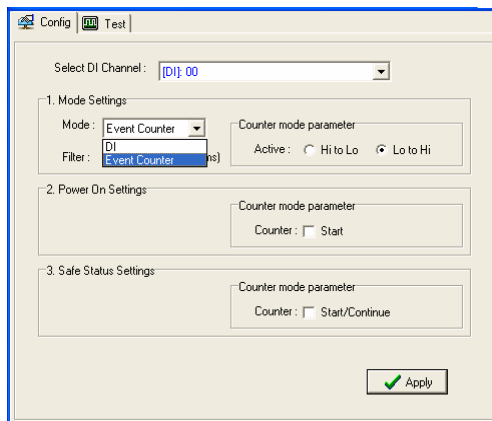 Config Test
Select DI Channel : [DI]: 00
1. Mode Settings
Mode : Event Counter
DI
Event Counter
Filter : ms)
Counter mode parameter
Active : Hi to Lo Lo to Hi
2. Power On Settings
Counter mode parameter
Counter : Start
3. Safe Status Settings
Counter mode parameter
Counter : Start/Continue
Apply